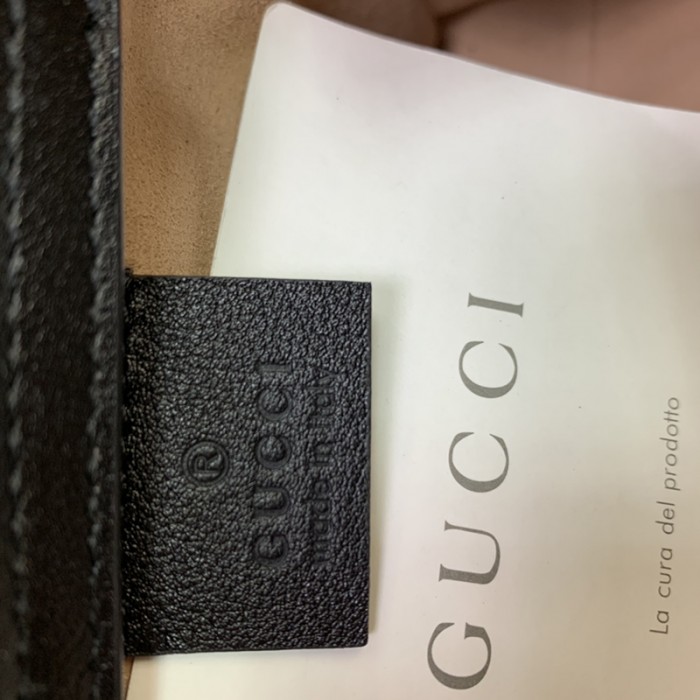 ®
GUCCI
made in italy
GUCCI
La cura del prodotto